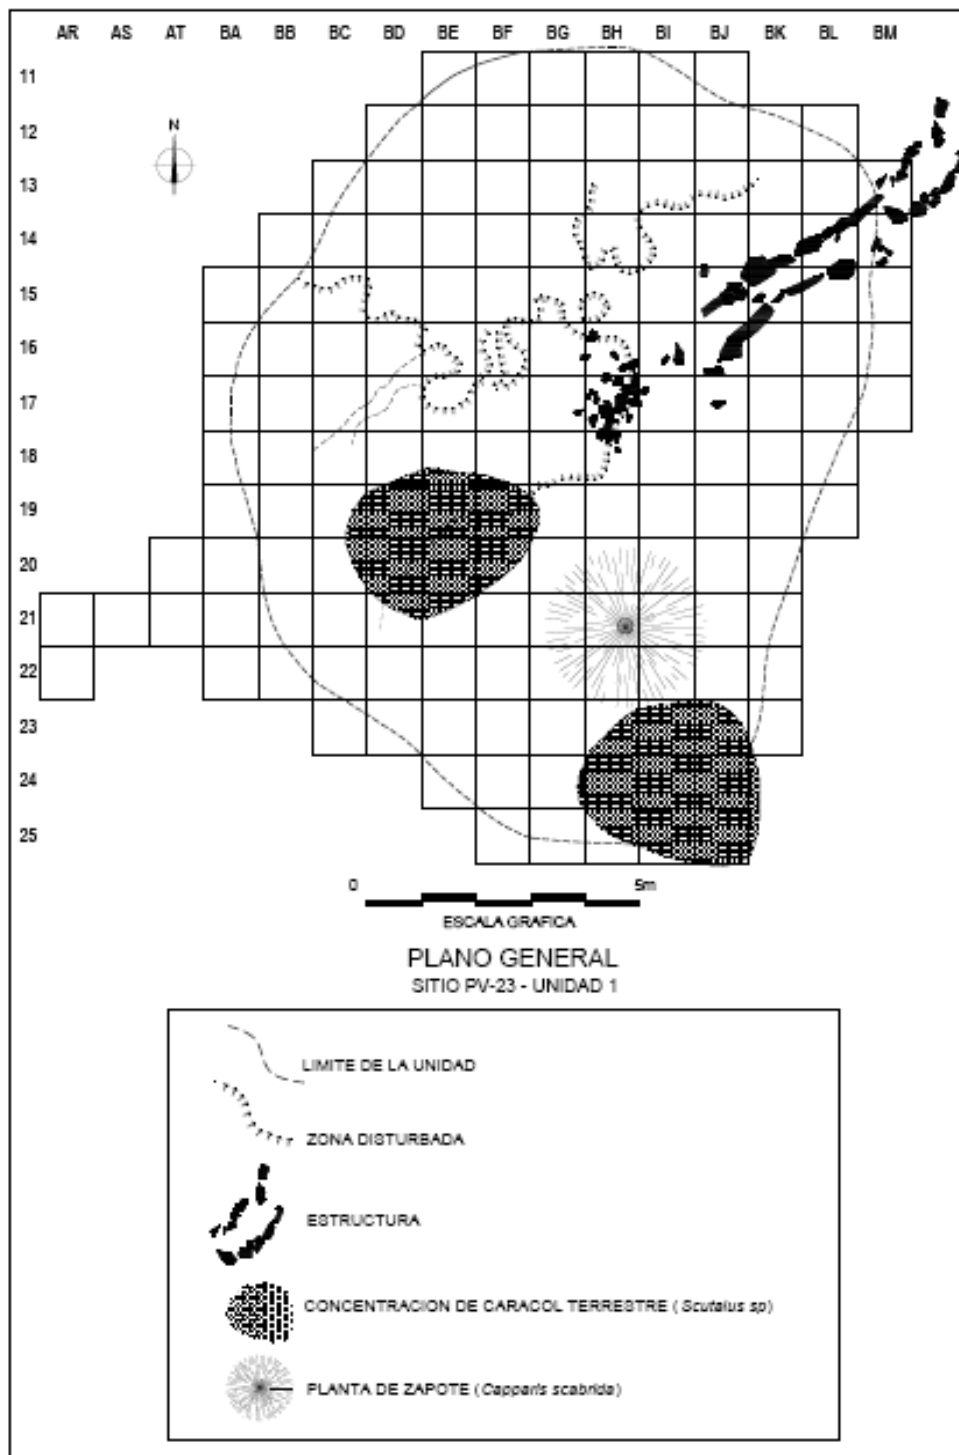 AR AS AT BA BB BC BD BE BF BG BH BI BJ BK BL BM
11
12
N
13
14
15
16
17
18
19
20
21
22
23
24
25
0 5m
ESCALA GRAFICA
PLANO GENERAL
SITIO PV-23 - UNIDAD 1
LIMITE DE LA UNIDAD
ZONA DISTURBADA
ESTRUCTURA
CONCENTRACION DE CARACOL TERRESTRE (Scutalus sp)
PLANTA DE ZAPOTE (Capparis scabrida)